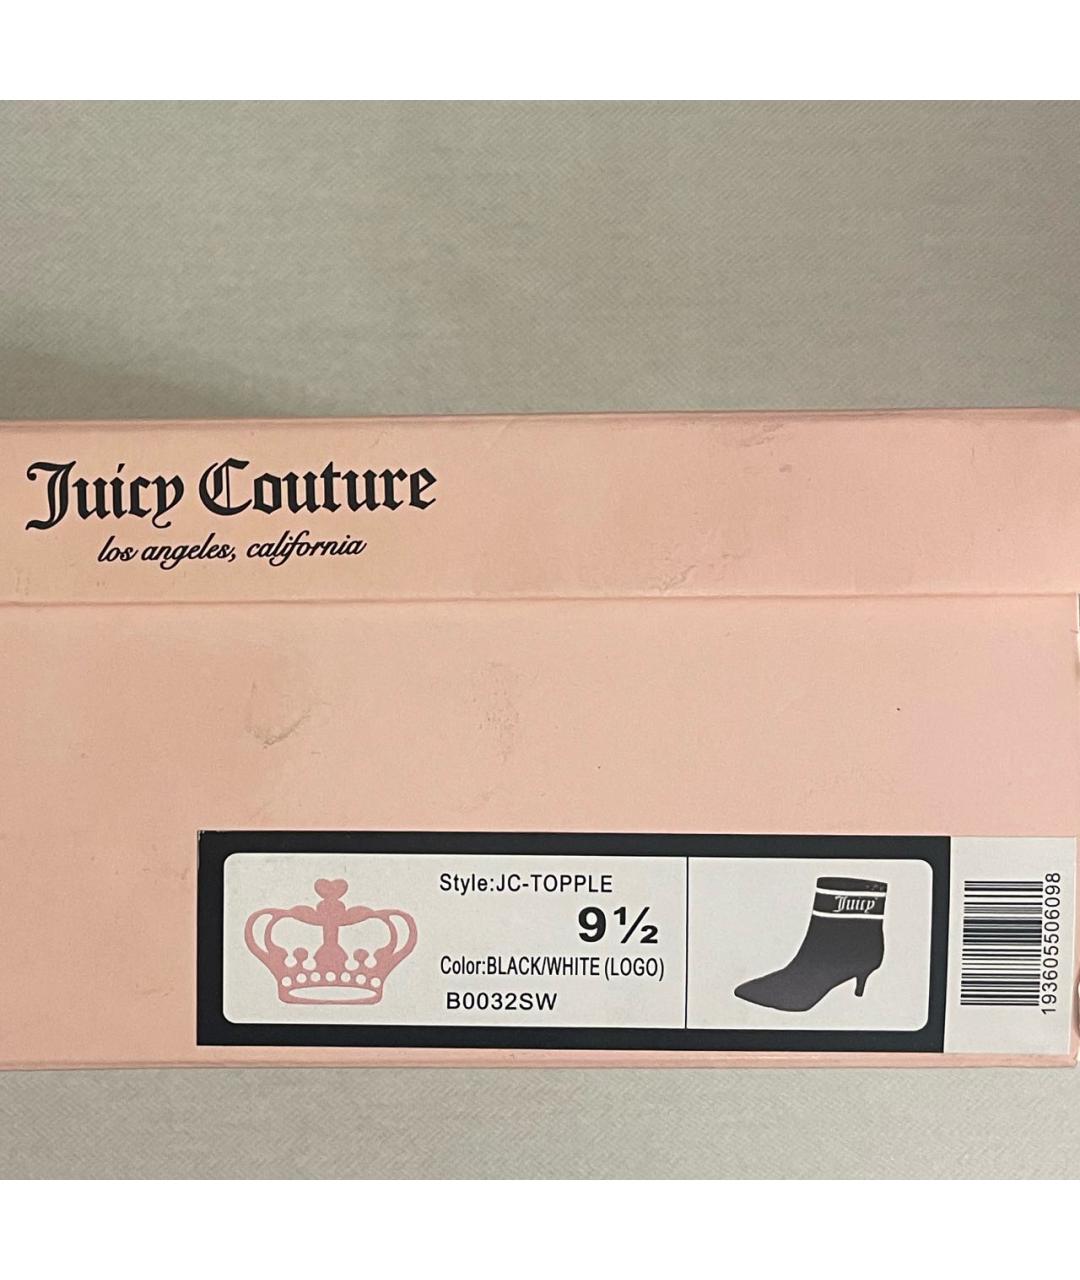 Juicy Couture
los angeles, california
Style:JC-TOPPLE
9½
Color:BLACK/WHITE (LOGO)
B0032SW
Juicy
193605506098